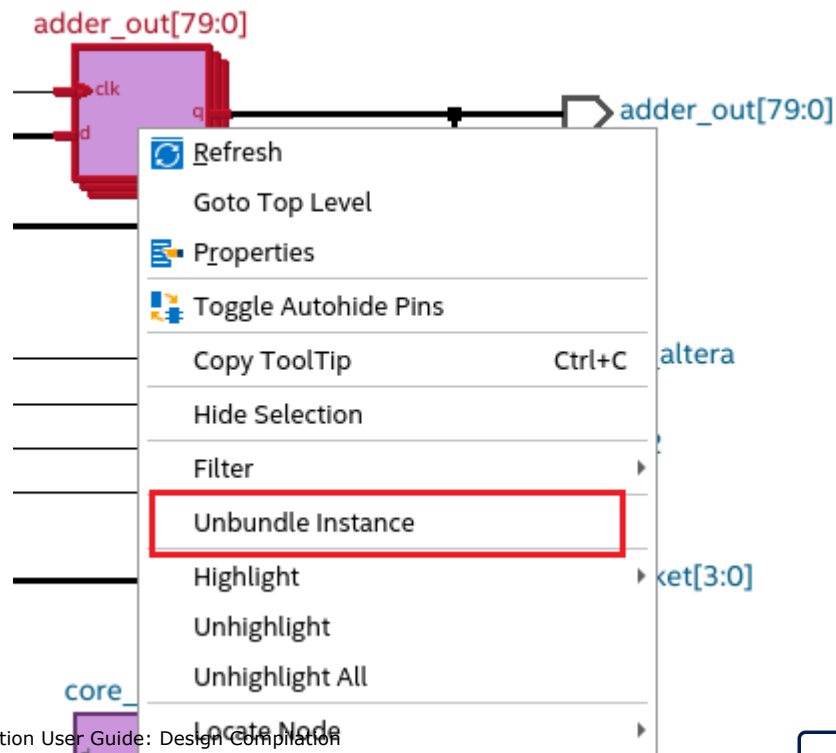 adder_out[79:0]
clk
q
d
adder_out[79:0]
Refresh
Goto Top Level
Properties
Toggle Autohide Pins
Copy ToolTip Ctrl+C
_altera
Hide Selection
Filter
Unbundle Instance
Highlight
ket[3:0]
Unhighlight
Unhighlight All
core_
Locate Node
tion User Guide: Design Compilation